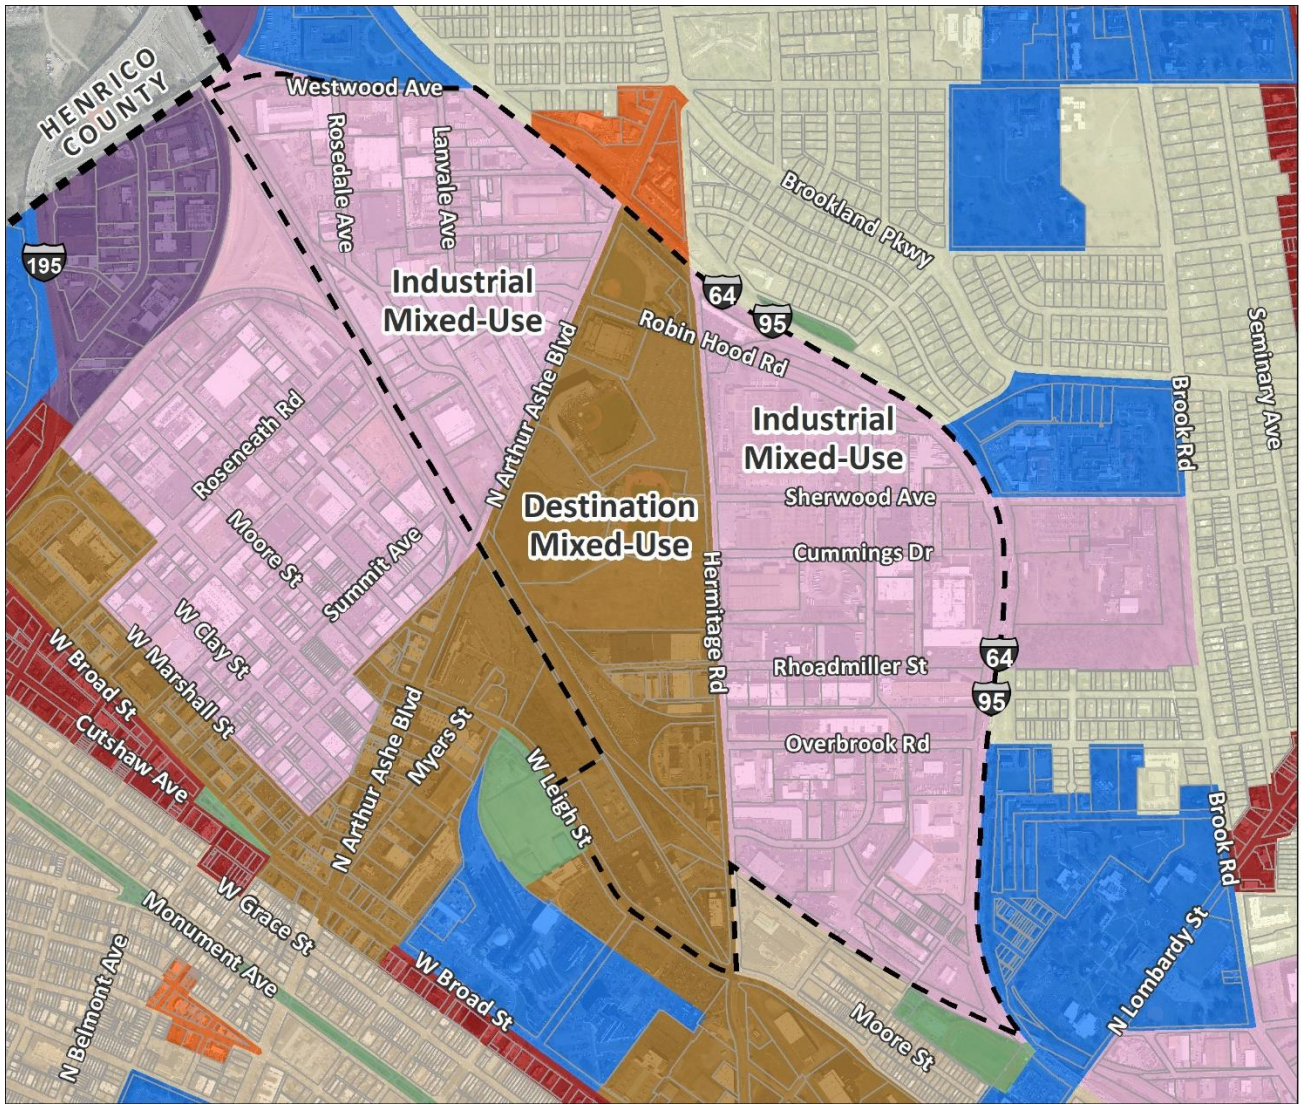 HENRICO
COUNTY
Westwood Ave
Rosedale Ave
Lanvale Ave
Brookland Pkwy
195
Industrial
Mixed-Use
64
95
Robin Hood Rd
N Arthur Ashe Blvd
Seminary Ave
Brook Rd
Roseneath Rd
Industrial
Mixed-Use
Sherwood Ave
Destination
Mixed-Use
Moore St
Summit Ave
Cummings Dr
Hermitage Rd
W Clay St
W Marshall St
W Broad St
Cutshaw Ave
Rhoadmiller St
64
95
N Arthur Ashe Blvd
Myers St
W Leigh St
Overbrook Rd
Brook Rd
W Grace St
Monument Ave
N Belmont Ave
W Broad St
Moore St
N Lombardy St